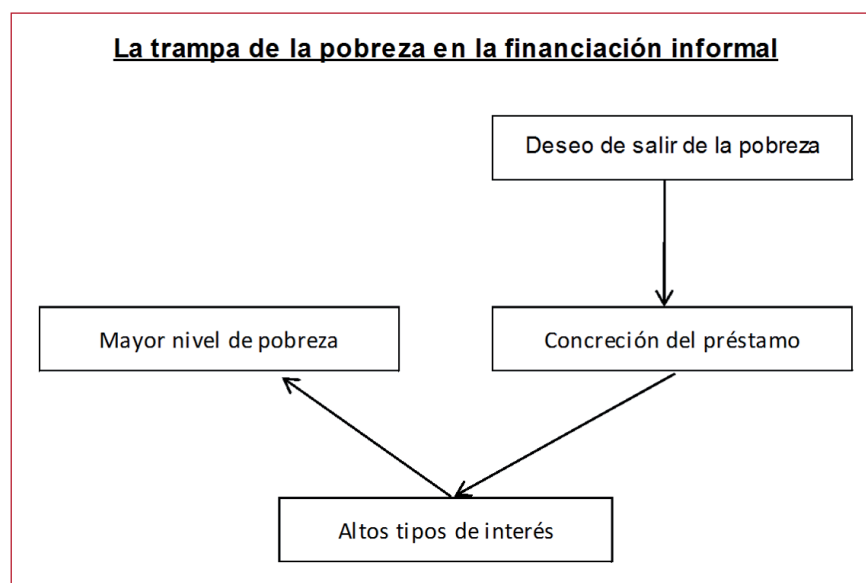 La trampa de la pobreza en la financiación informal
Deseo de salir de la pobreza
Mayor nivel de pobreza
Concreción del préstamo
Altos tipos de interés